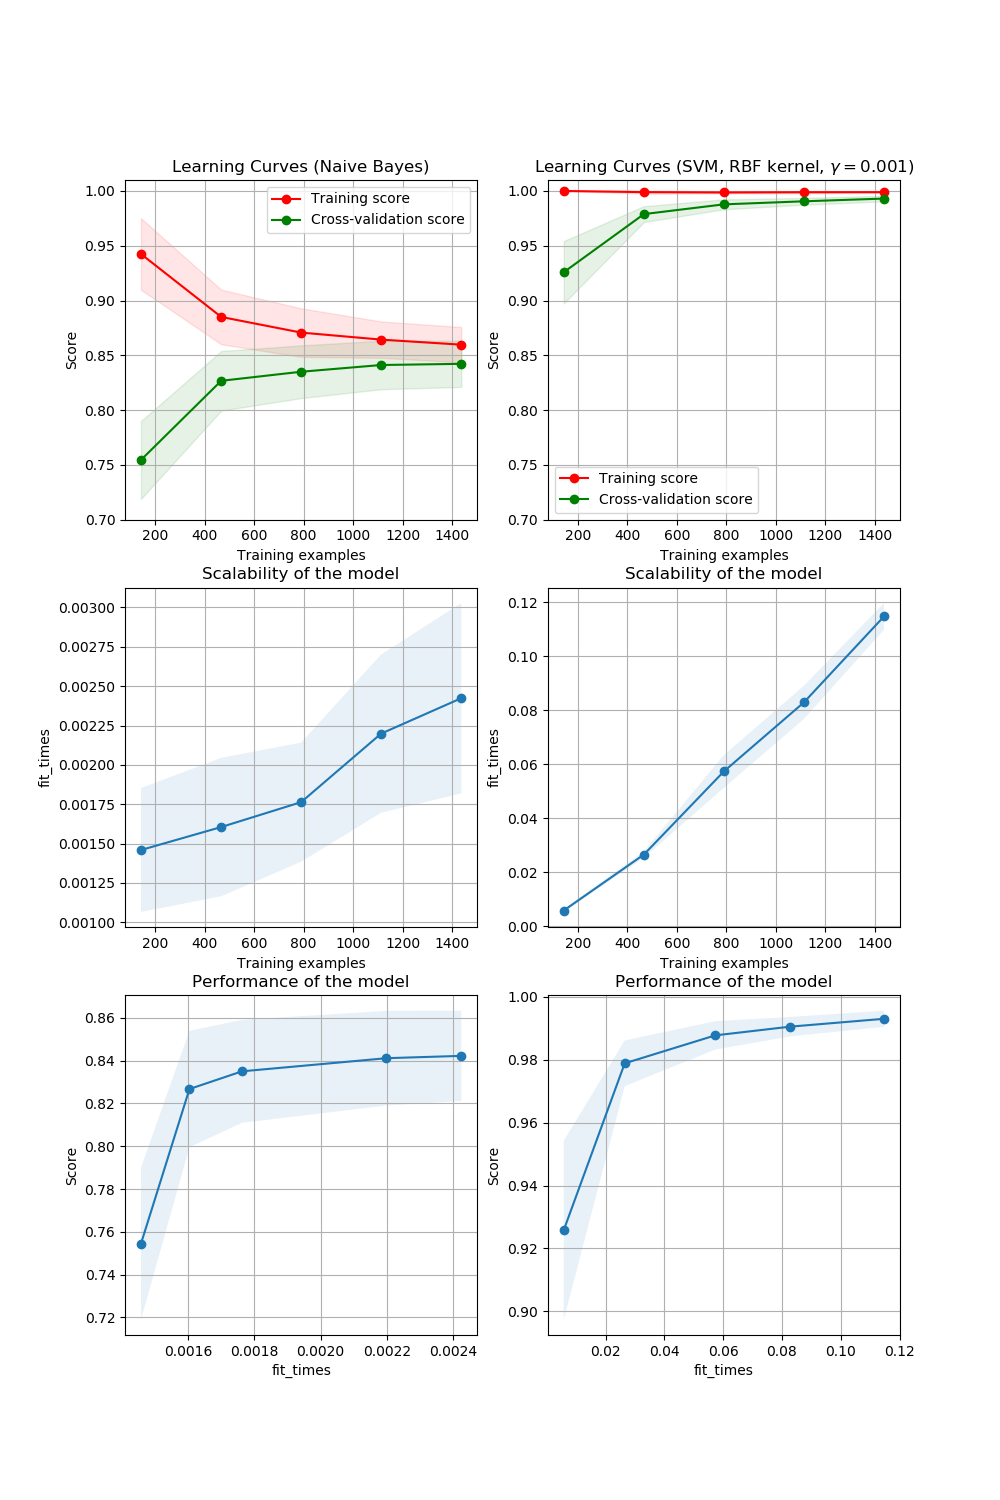 Learning Curves (Naive Bayes)
1.00
0.95
0.90
0.85
0.80
0.75
0.70
Score
Training score
Cross-validation score
200 400 600 800 1000 1200 1400
Training examples
Learning Curves (SVM, RBF kernel, γ = 0.001)
1.00
0.95
0.90
0.85
0.80
0.75
0.70
Score
Training score
Cross-validation score
200 400 600 800 1000 1200 1400
Training examples
Scalability of the model
0.00300
0.00275
0.00250
0.00225
0.00200
0.00175
0.00150
0.00125
0.00100
fit_times
200 400 600 800 1000 1200 1400
Training examples
Scalability of the model
0.12
0.10
0.08
0.06
0.04
0.02
0.00
fit_times
200 400 600 800 1000 1200 1400
Training examples
Performance of the model
0.86
0.84
0.82
0.80
0.78
0.76
0.74
0.72
Score
0.0016 0.0018 0.0020 0.0022 0.0024
fit_times
Performance of the model
1.00
0.98
0.96
0.94
0.92
0.90
Score
0.02 0.04 0.06 0.08 0.10 0.12
fit_times